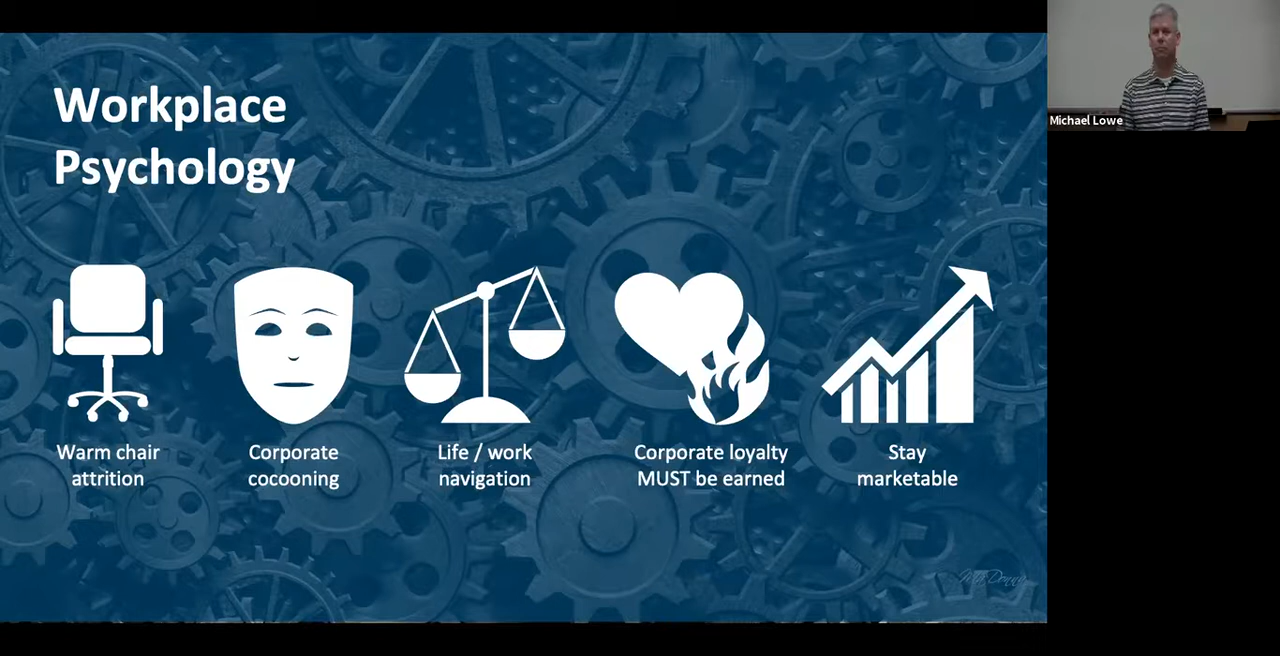 Workplace
Psychology
Michael Lowe
Warm chair
attrition
Corporate
cocooning
Life / work
navigation
Corporate loyalty
MUST be earned
Stay
marketable